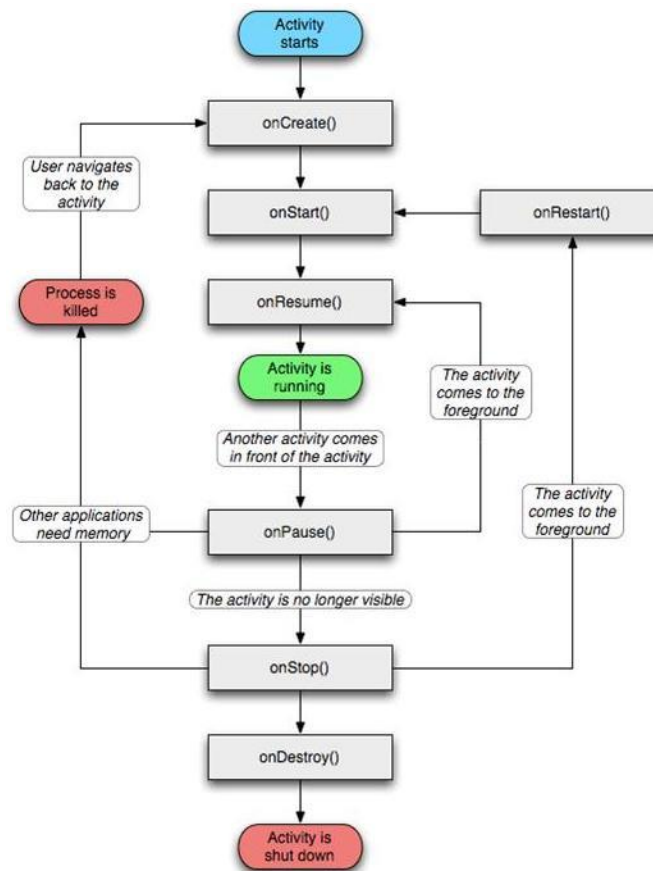 Activity
starts
onCreate()
User navigates
back to the
activity
onStart()
onRestart()
Process is
killed
onResume()
Activity is
running
The activity
comes to the
foreground
Another activity comes
in front of the activity
The activity
comes to the
foreground
Other applications
need memory
onPause()
The activity is no longer visible
onStop()
onDestroy()
Activity is
shut down